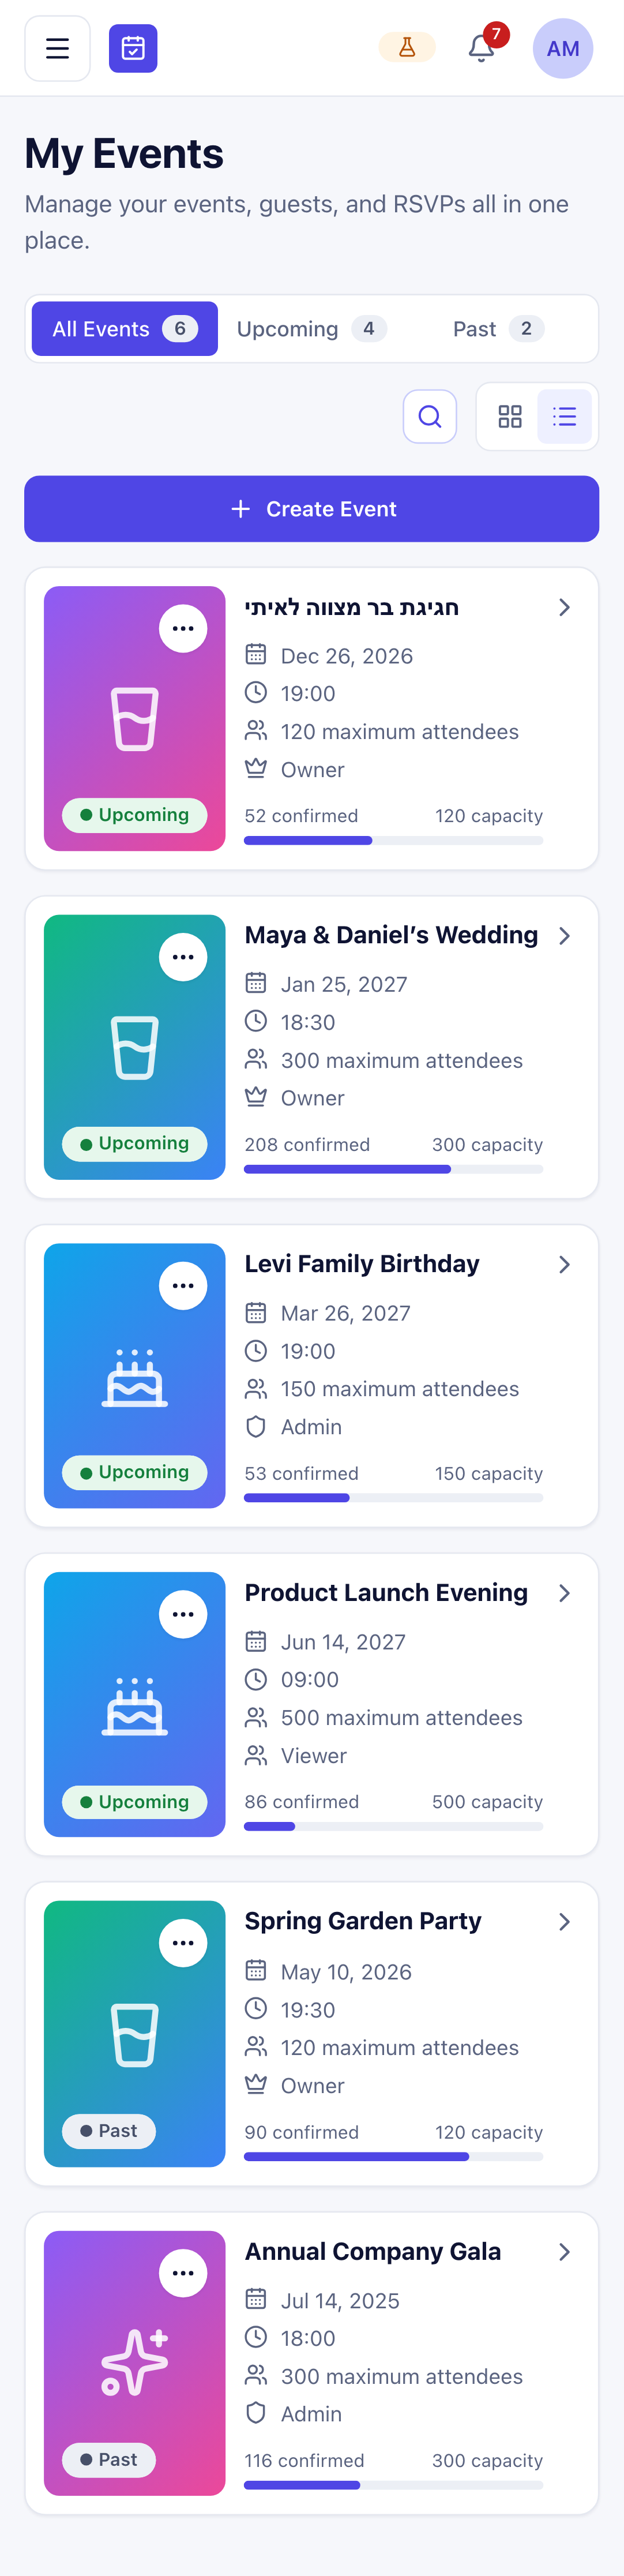 7
AM
My Events
Manage your events, guests, and RSVPs all in one
place.
All Events 6 Upcoming 4 Past 2
Create Event
חגיגת בר מצווה לאיתי
Dec 26, 2026
19:00
120 maximum attendees
Owner
Upcoming
52 confirmed 120 capacity
Maya & Daniel’s Wedding
Jan 25, 2027
18:30
300 maximum attendees
Owner
Upcoming
208 confirmed 300 capacity
Levi Family Birthday
Mar 26, 2027
19:00
150 maximum attendees
Admin
Upcoming
53 confirmed 150 capacity
Product Launch Evening
Jun 14, 2027
09:00
500 maximum attendees
Viewer
Upcoming
86 confirmed 500 capacity
Spring Garden Party
May 10, 2026
19:30
120 maximum attendees
Owner
Past
90 confirmed 120 capacity
Annual Company Gala
Jul 14, 2025
18:00
300 maximum attendees
Admin
Past
116 confirmed 300 capacity